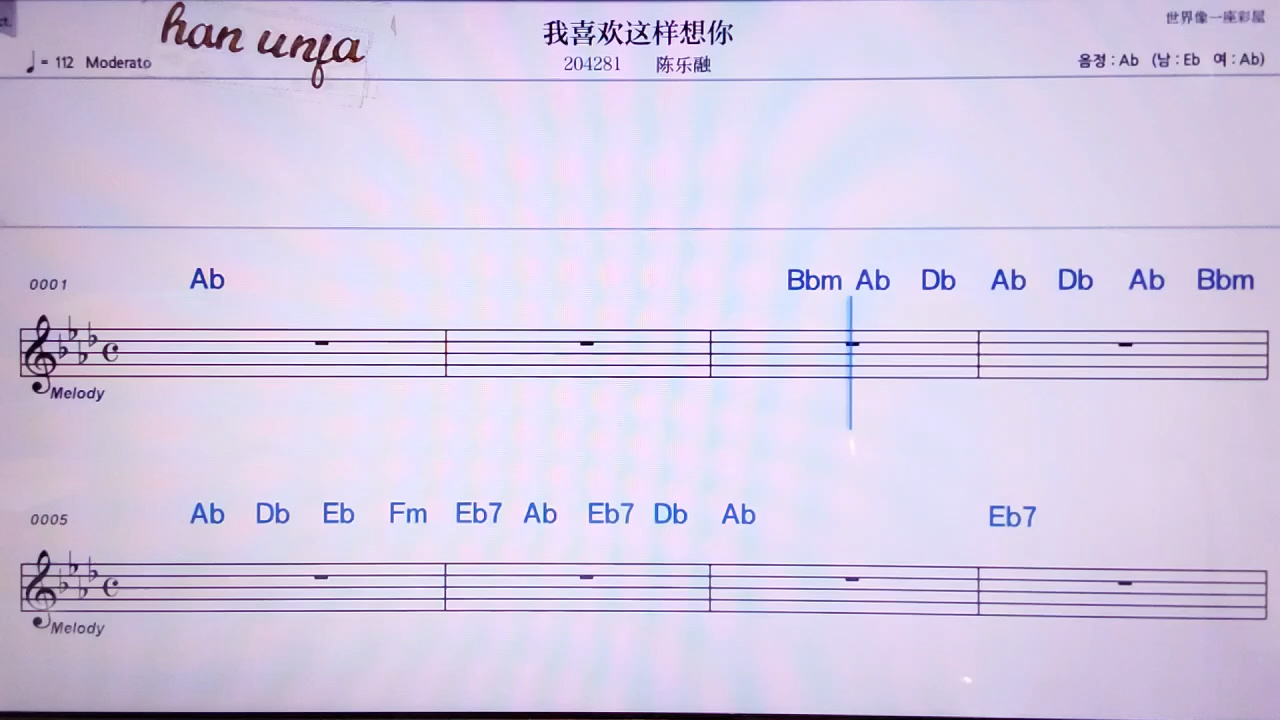 ct.
han unfa
我喜欢这样想你
世界像一座彩屋
♩ = 112 Moderato
204281 陈乐融
음정 : Ab (남 : Eb 여 : Ab)
0001
Ab Bbm Ab Db Ab Db Ab Bbm
Melody
0005
Ab Db Eb Fm Eb7 Ab Eb7 Db Ab Eb7
Melody